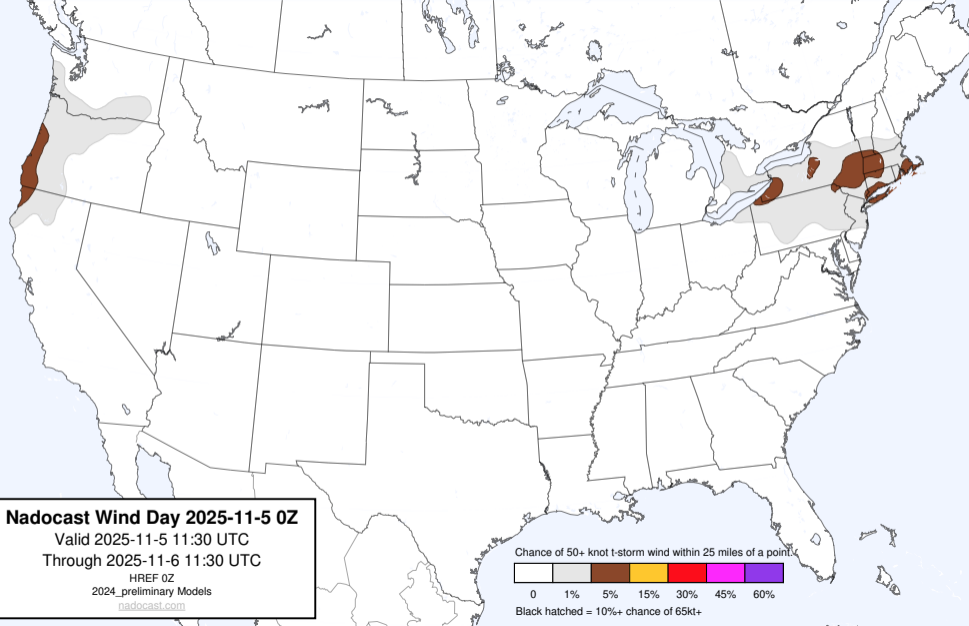 Nadocast Wind Day 2025-11-5 0Z
Valid 2025-11-5 11:30 UTC
Through 2025-11-6 11:30 UTC
HREF 0Z
2024_preliminary Models
nadocast.com
Chance of 50+ knot t-storm wind within 25 miles of a point.
0 1% 5% 15% 30% 45% 60%
Black hatched = 10%+ chance of 65kt+